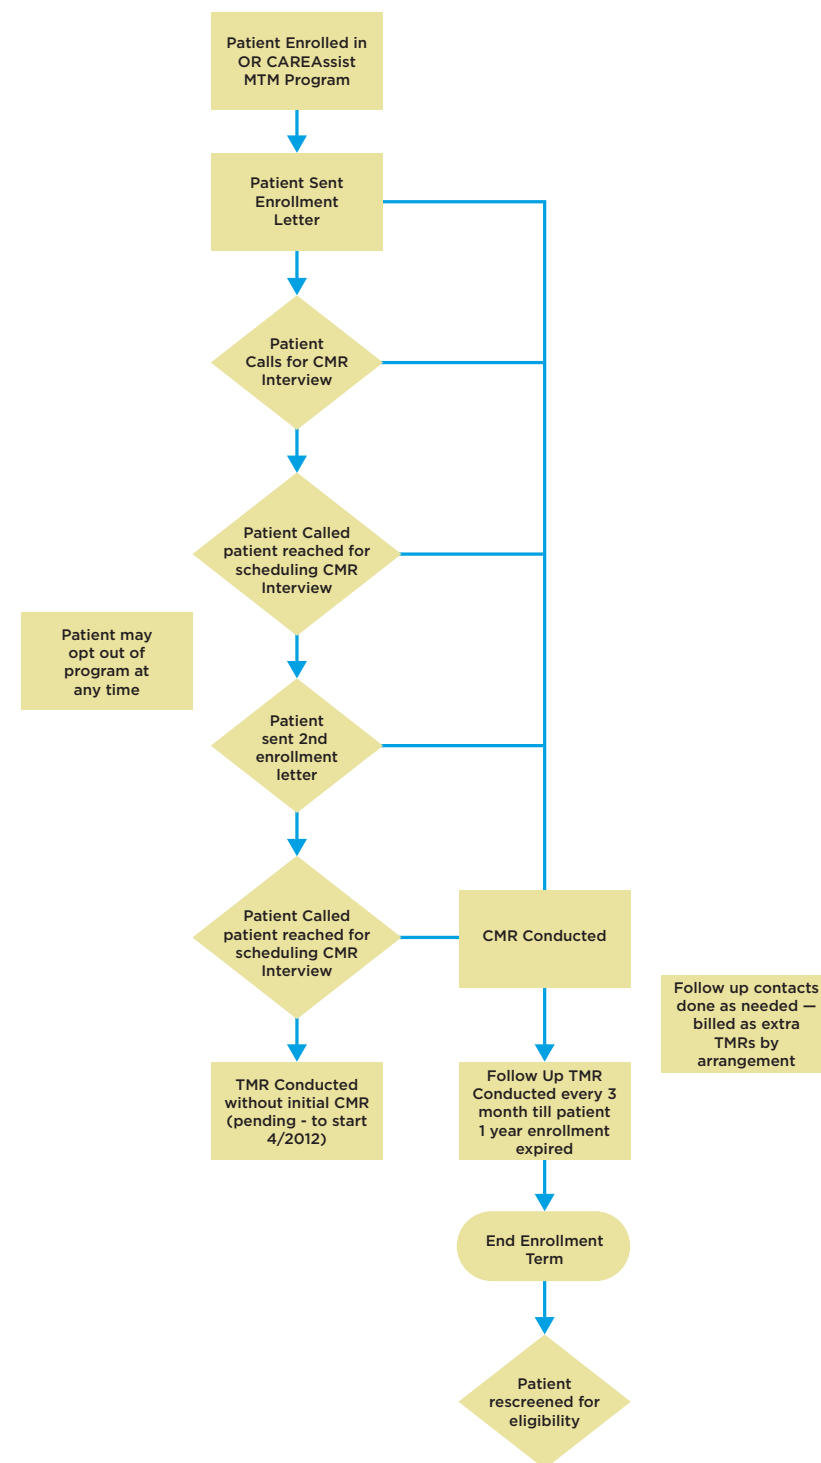 Patient Enrolled in
OR CAREAssist
MTM Program
Patient Sent
Enrollment
Letter
Patient
Calls for CMR
Interview
Patient Called
patient reached for
scheduling CMR
Interview
Patient may
opt out of
program at
any time
Patient
sent 2nd
enrollment
letter
Patient Called
patient reached for
scheduling CMR
Interview
CMR Conducted
Follow up contacts
done as needed —
billed as extra
TMRs by
arrangement
TMR Conducted
without initial CMR
(pending - to start
4/2012)
Follow Up TMR
Conducted every 3
month till patient
1 year enrollment
expired
End Enrollment
Term
Patient
rescreened for
eligibility